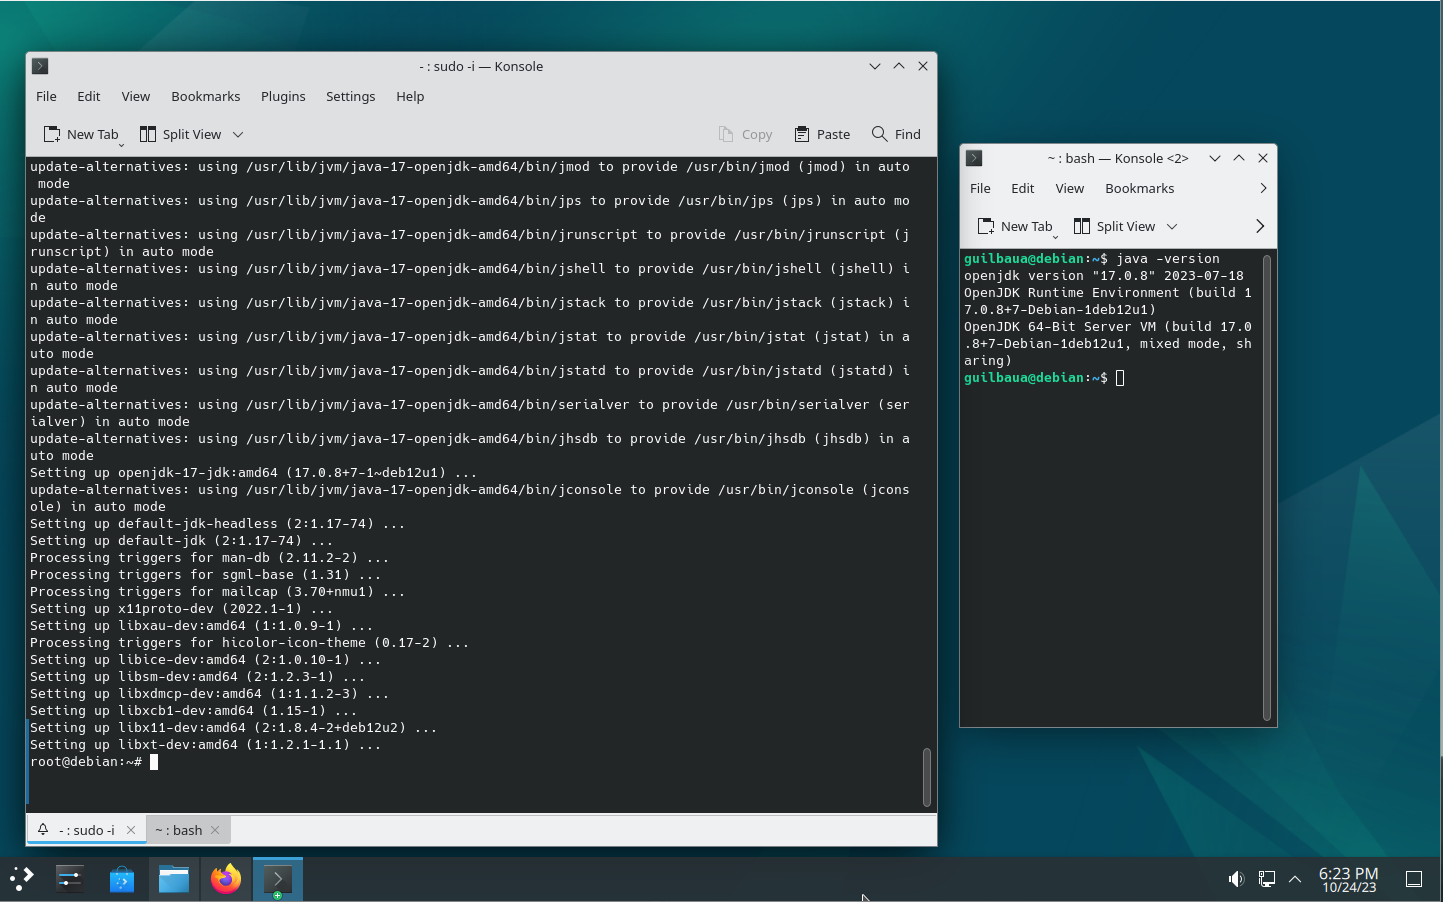 - : sudo -i — Konsole
File Edit View Bookmarks Plugins Settings Help
New Tab Split View Copy Paste Find
update-alternatives: using /usr/lib/jvm/java-17-openjdk-amd64/bin/jmod to provide /usr/bin/jmod (jmod) in auto
mode
update-alternatives: using /usr/lib/jvm/java-17-openjdk-amd64/bin/jps to provide /usr/bin/jps (jps) in auto mo
de
update-alternatives: using /usr/lib/jvm/java-17-openjdk-amd64/bin/jrunscript to provide /usr/bin/jrunscript (j
runscript) in auto mode
update-alternatives: using /usr/lib/jvm/java-17-openjdk-amd64/bin/jshell to provide /usr/bin/jshell (jshell) i
n auto mode
update-alternatives: using /usr/lib/jvm/java-17-openjdk-amd64/bin/jstack to provide /usr/bin/jstack (jstack) i
n auto mode
update-alternatives: using /usr/lib/jvm/java-17-openjdk-amd64/bin/jstat to provide /usr/bin/jstat (jstat) in a
uto mode
update-alternatives: using /usr/lib/jvm/java-17-openjdk-amd64/bin/jstatd to provide /usr/bin/jstatd (jstatd) i
n auto mode
update-alternatives: using /usr/lib/jvm/java-17-openjdk-amd64/bin/serialver to provide /usr/bin/serialver (ser
ialver) in auto mode
update-alternatives: using /usr/lib/jvm/java-17-openjdk-amd64/bin/jhsdb to provide /usr/bin/jhsdb (jhsdb) in a
uto mode
Setting up openjdk-17-jdk:amd64 (17.0.8+7-1~deb12u1) ...
update-alternatives: using /usr/lib/jvm/java-17-openjdk-amd64/bin/jconsole to provide /usr/bin/jconsole (jcons
ole) in auto mode
Setting up default-jdk-headless (2:1.17-74) ...
Setting up default-jdk (2:1.17-74) ...
Processing triggers for man-db (2.11.2-2) ...
Processing triggers for sgml-base (1.31) ...
Processing triggers for mailcap (3.70+nmu1) ...
Setting up x11proto-dev (2022.1-1) ...
Setting up libxau-dev:amd64 (1:1.0.9-1) ...
Processing triggers for hicolor-icon-theme (0.17-2) ...
Setting up libice-dev:amd64 (2:1.0.10-1) ...
Setting up libsm-dev:amd64 (2:1.2.3-1) ...
Setting up libxdmcp-dev:amd64 (1:1.1.2-3) ...
Setting up libxcb1-dev:amd64 (1.15-1) ...
Setting up libx11-dev:amd64 (2:1.8.4-2+deb12u2) ...
Setting up libxt-dev:amd64 (1:1.2.1-1.1) ...
root@debian:~#
- : sudo -i
~ : bash
~ : bash — Konsole <2>
File Edit View Bookmarks
New Tab Split View
guilbaua@debian:~$ java -version
openjdk version "17.0.8" 2023-07-18
OpenJDK Runtime Environment (build 1
7.0.8+7-Debian-1deb12u1)
OpenJDK 64-Bit Server VM (build 17.0
.8+7-Debian-1deb12u1, mixed mode, sh
aring)
guilbaua@debian:~$
6:23 PM
10/24/23